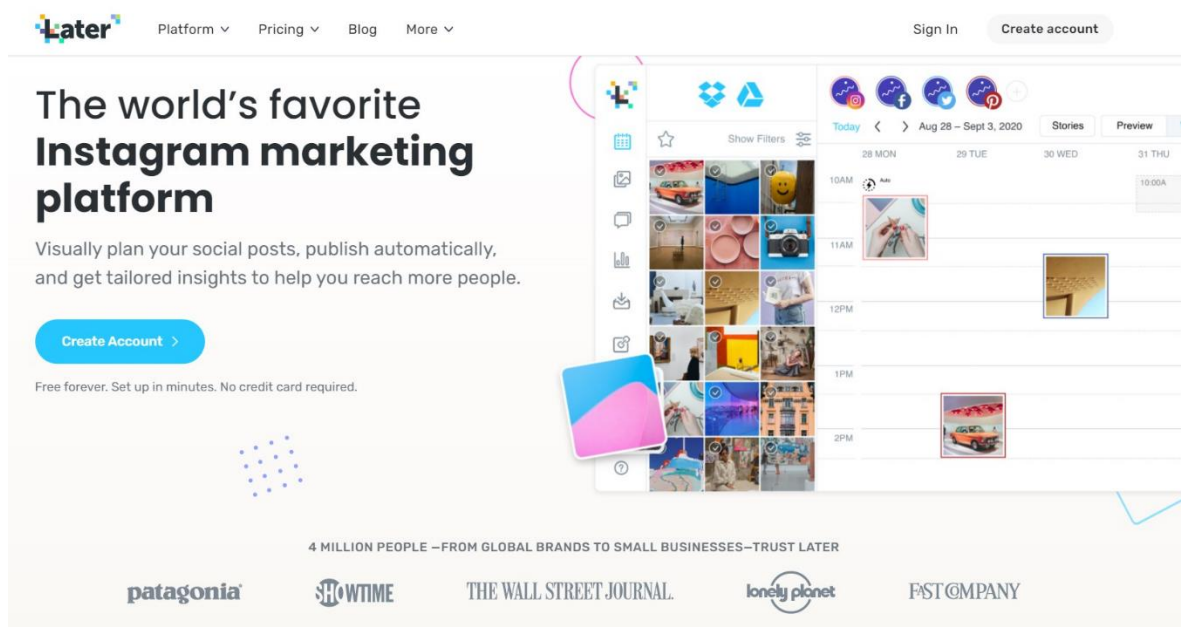 Later
Platform
Pricing
Blog
More
Sign In
Create account
The world's favorite
Instagram marketing
platform
Visually plan your social posts, publish automatically,
and get tailored insights to help you reach more people.
Create Account >
Free forever. Set up in minutes. No credit card required.
Show Filters
Today
Aug 28 – Sept 3, 2020
Stories
Preview
28 MON
29 TUE
30 WED
31 THU
10AM
Auto
10:00A
11AM
12PM
1PM
2PM
4 MILLION PEOPLE —FROM GLOBAL BRANDS TO SMALL BUSINESSES—TRUST LATER
patagonia
SHOWTIME
THE WALL STREET JOURNAL.
lonely planet
FAST COMPANY